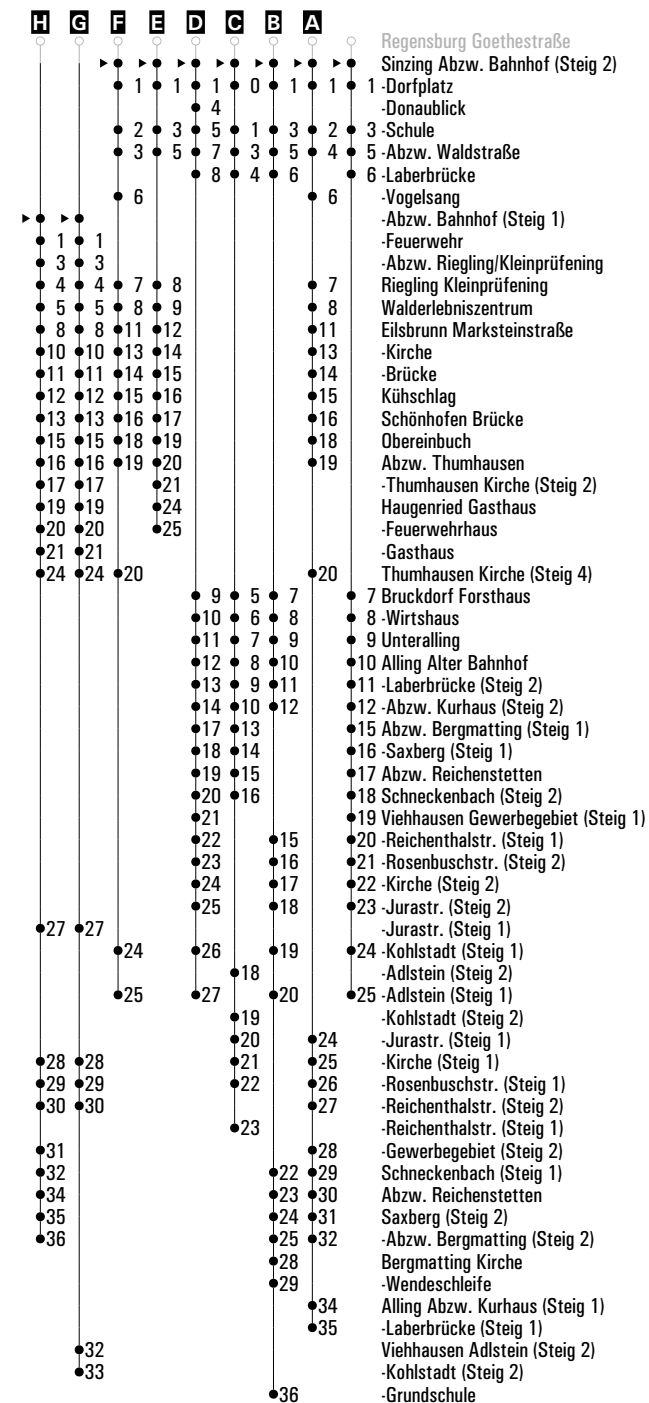 H G F E D C B A
Regensburg Goethestraße
Sinzing Abzw. Bahnhof (Steig 2)
1 1 1 0 1 1 1 -Dorfplatz
4 -Donaublick
2 3 5 1 3 2 3 -Schule
3 5 7 3 5 4 5 -Abzw. Waldstraße
8 4 6 6 -Laberbrücke
6 6 -Vogelsang
-Abzw. Bahnhof (Steig 1)
1 1 -Feuerwehr
3 3 -Abzw. Riegling/Kleinprüfening
4 4 7 8 7 Riegling Kleinprüfening
5 5 8 9 8 Walderlebniszentrum
8 8 11 12 11 Eilsbrunn Marksteinstraße
10 10 13 14 13 -Kirche
11 11 14 15 14 -Brücke
12 12 15 16 15 Kühschlag
13 13 16 17 16 Schönhofen Brücke
15 15 18 19 18 Obereinbuch
16 16 19 20 19 Abzw. Thumhausen
17 17 21 -Thumhausen Kirche (Steig 2)
19 19 24 Haugenried Gasthaus
20 20 25 -Feuerwehrhaus
21 21 -Gasthaus
24 24 20 20 Thumhausen Kirche (Steig 4)
9 5 7 7 Bruckdorf Forsthaus
10 6 8 8 -Wirtshaus
11 7 9 9 Unteralling
12 8 10 10 Alling Alter Bahnhof
13 9 11 11 -Laberbrücke (Steig 2)
14 10 12 12 -Abzw. Kurhaus (Steig 2)
17 13 15 Abzw. Bergmatting (Steig 1)
18 14 16 -Saxberg (Steig 1)
19 15 17 Abzw. Reichenstetten
20 16 18 Schneckenbach (Steig 2)
21 19 Viehhausen Gewerbegebiet (Steig 1)
22 15 20 -Reichenthalstr. (Steig 1)
23 16 21 -Rosenbuschstr. (Steig 2)
24 17 22 -Kirche (Steig 2)
25 18 23 -Jurastr. (Steig 2)
27 27 -Jurastr. (Steig 1)
24 26 19 24 -Kohlstadt (Steig 1)
18 -Adlstein (Steig 2)
25 27 20 25 -Adlstein (Steig 1)
19 -Kohlstadt (Steig 2)
20 24 -Jurastr. (Steig 1)
28 28 21 25 -Kirche (Steig 1)
29 29 22 26 -Rosenbuschstr. (Steig 1)
30 30 27 -Reichenthalstr. (Steig 2)
23 -Reichenthalstr. (Steig 1)
31 28 -Gewerbegebiet (Steig 2)
32 22 29 Schneckenbach (Steig 1)
34 23 30 Abzw. Reichenstetten
35 24 31 Saxberg (Steig 2)
36 25 32 -Abzw. Bergmatting (Steig 2)
28 Bergmatting Kirche
29 -Wendeschleife
34 Alling Abzw. Kurhaus (Steig 1)
35 -Laberbrücke (Steig 1)
32 Viehhausen Adlstein (Steig 2)
33 -Kohlstadt (Steig 2)
36 -Grundschule